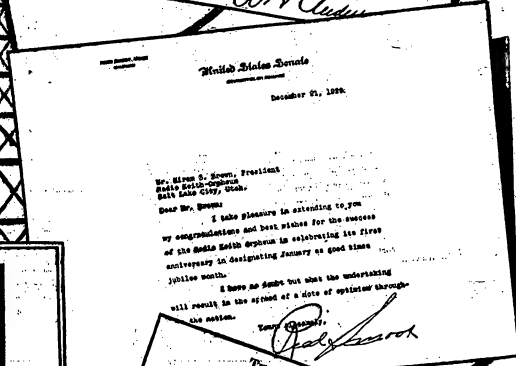 United States Senate
December 21, 1929.
Mr. Hiram S. Brown, President
Radio Keith-Orpheum
Salt Lake City, Utah.
Dear Mr. Brown:
I take pleasure in extending to you
my congratulations and best wishes for the success
of the Radio Keith Orpheum in celebrating its first
anniversary in designating January as good times
jubilee month.
I have no doubt but what the undertaking
will result in the spread of a note of optimism through-
the nation.
Yours sincerely,
Reed Smoot